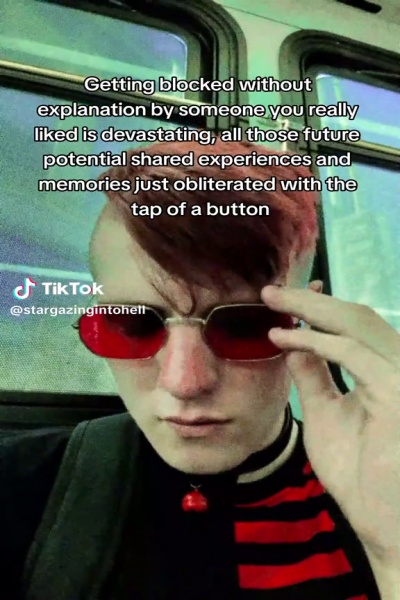 Getting blocked without
explanation by someone you really
liked is devastating, all those future
potential shared experiences and
memories just obliterated with the
tap of a button
TikTok
@stargazingintohell